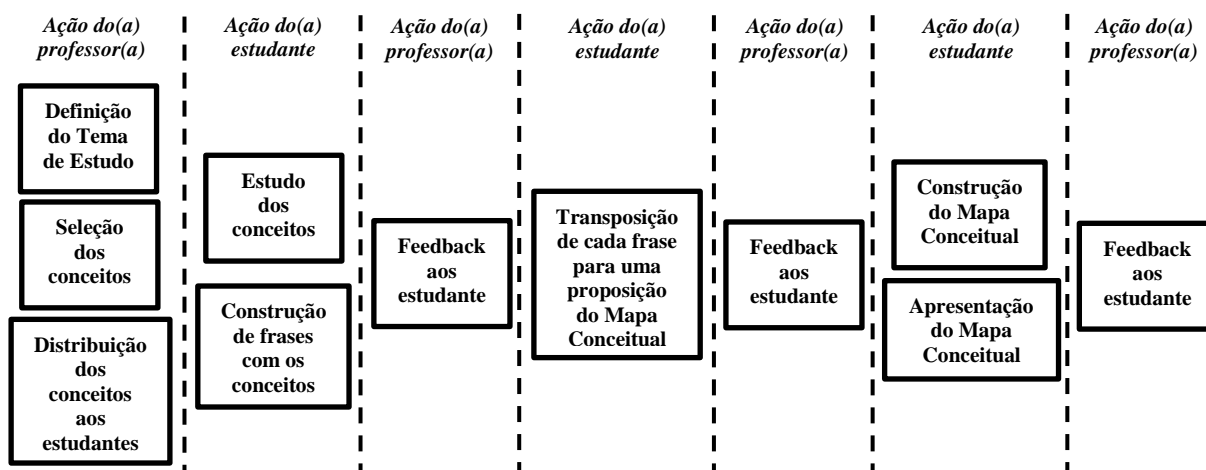 Ação do(a)
professor(a)
Definição
do Tema
de Estudo
Seleção
dos
conceitos
Distribuição
dos
conceitos
aos
estudantes
Ação do(a)
estudante
Estudo
dos
conceitos
Construção
de frases
com os
conceitos
Ação do(a)
professor(a)
Feedback
aos
estudante
Ação do(a)
estudante
Transposição
de cada frase
para uma
proposição
do Mapa
Conceitual
Ação do(a)
professor(a)
Feedback
aos
estudante
Ação do(a)
estudante
Construção
do Mapa
Conceitual
Apresentação
do Mapa
Conceitual
Ação do(a)
professor(a)
Feedback
aos
estudante